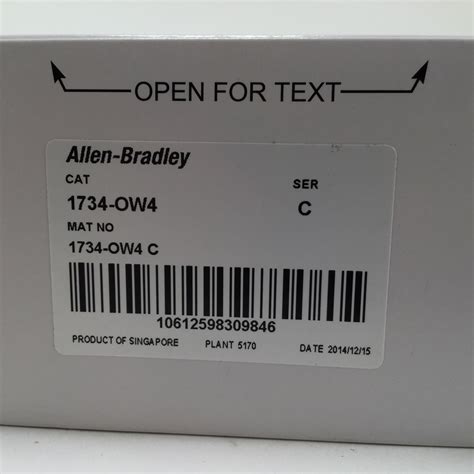 OPEN FOR TEXT
Allen-Bradley
CAT SER
1734-OW4 C
MAT NO
1734-OW4 C
10612598309846
PRODUCT OF SINGAPORE PLANT 5170 DATE 2014/12/15